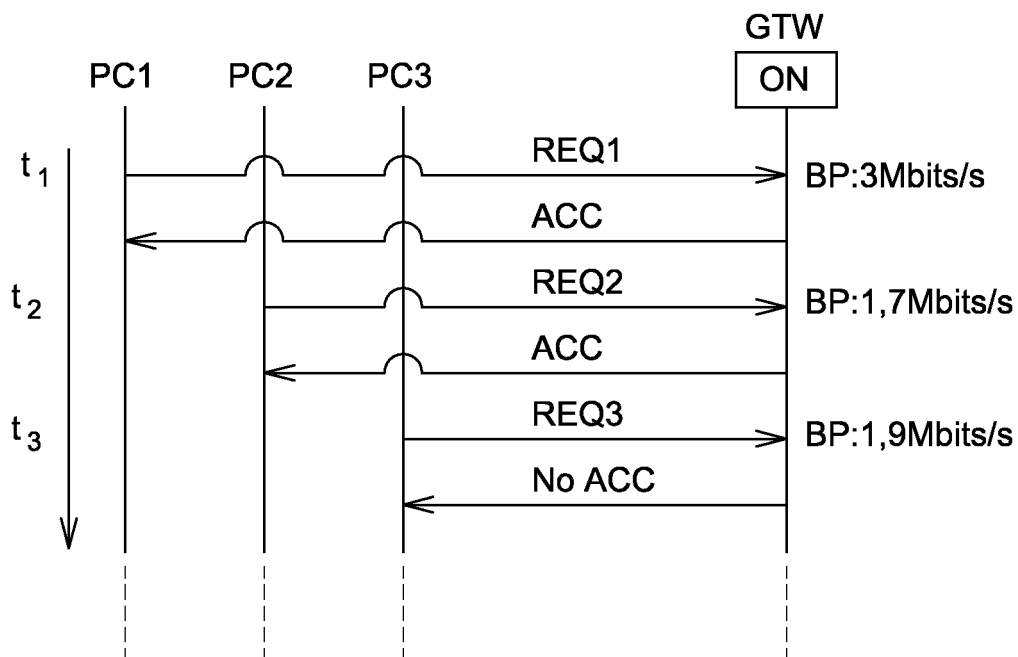 GTW
PC1 PC2 PC3 ON
t1 REQ1 BP:3Mbits/s
ACC
t2 REQ2 BP:1,7Mbits/s
ACC
t3 REQ3 BP:1,9Mbits/s
No ACC